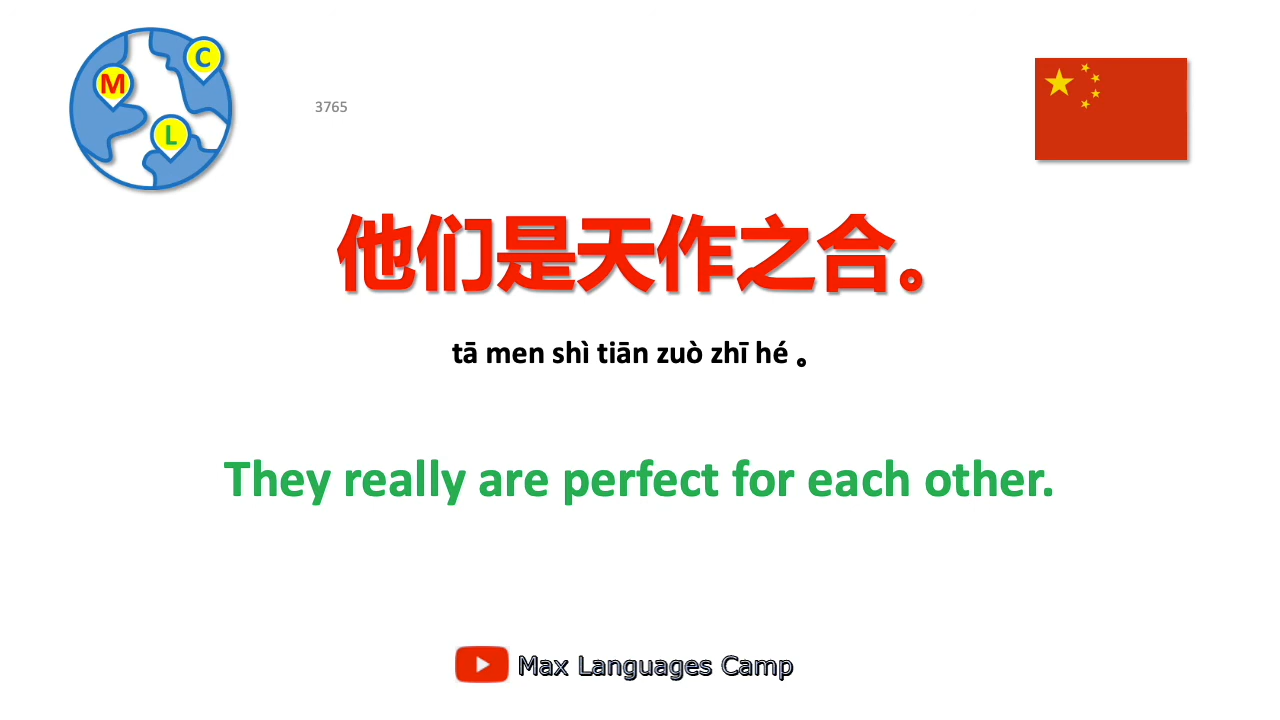 M
C
L
3765
他们是天作之合。
tā men shì tiān zuò zhī hé 。
They really are perfect for each other.
Max Languages Camp